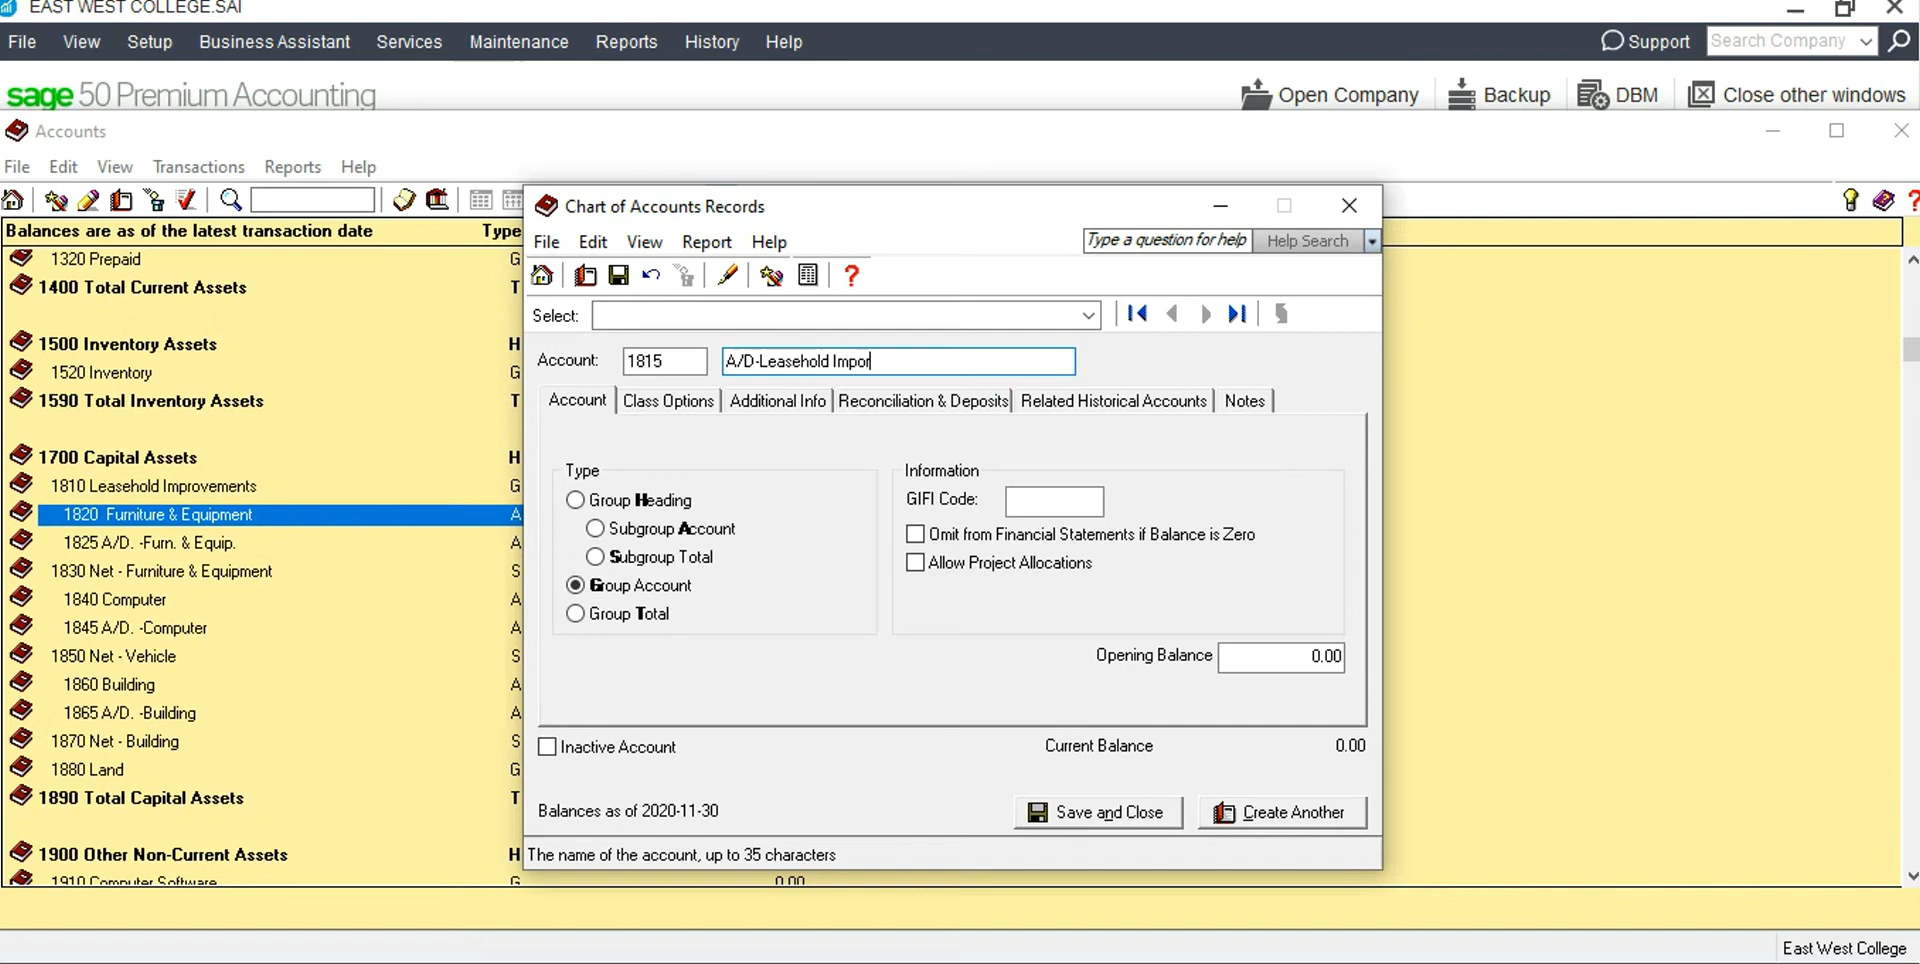 EAST WEST COLLEGE.SAI
File View Setup Business Assistant Services Maintenance Reports History Help Support Search Company
sage 50 Premium Accounting Open Company Backup DBM Close other windows
Accounts
File Edit View Transactions Reports Help
Balances are as of the latest transaction date Type
1320 Prepaid G
1400 Total Current Assets T
1500 Inventory Assets H
1520 Inventory G
1590 Total Inventory Assets T
1700 Capital Assets H
1810 Leasehold Improvements G
1820 Furniture & Equipment A
1825 A/D. -Furn. & Equip. A
1830 Net - Furniture & Equipment S
1840 Computer A
1845 A/D. -Computer A
1850 Net - Vehicle S
1860 Building A
1865 A/D. -Building A
1870 Net - Building S
1880 Land G
1890 Total Capital Assets T
1900 Other Non-Current Assets H
1910 Computer Software G 0.00
Chart of Accounts Records
File Edit View Report Help Type a question for help Help Search
Select:
Account: 1815 A/D-Leasehold Impor
Account Class Options Additional Info Reconciliation & Deposits Related Historical Accounts Notes
Type
Group Heading
Subgroup Account
Subgroup Total
Group Account
Group Total
Information
GIFI Code:
Omit from Financial Statements if Balance is Zero
Allow Project Allocations
Opening Balance 0.00
Inactive Account Current Balance 0.00
Balances as of 2020-11-30 Save and Close Create Another
The name of the account, up to 35 characters
East West College